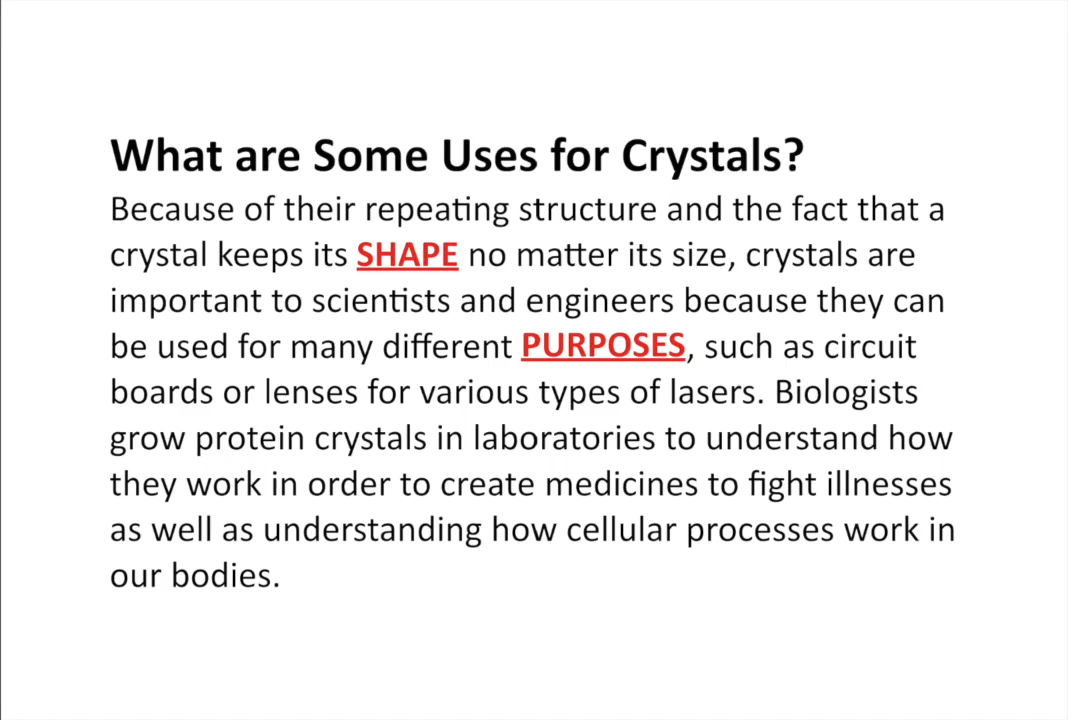 What are Some Uses for Crystals?
Because of their repeating structure and the fact that a
crystal keeps its SHAPE no matter its size, crystals are
important to scientists and engineers because they can
be used for many different PURPOSES, such as circuit
boards or lenses for various types of lasers. Biologists
grow protein crystals in laboratories to understand how
they work in order to create medicines to fight illnesses
as well as understanding how cellular processes work in
our bodies.